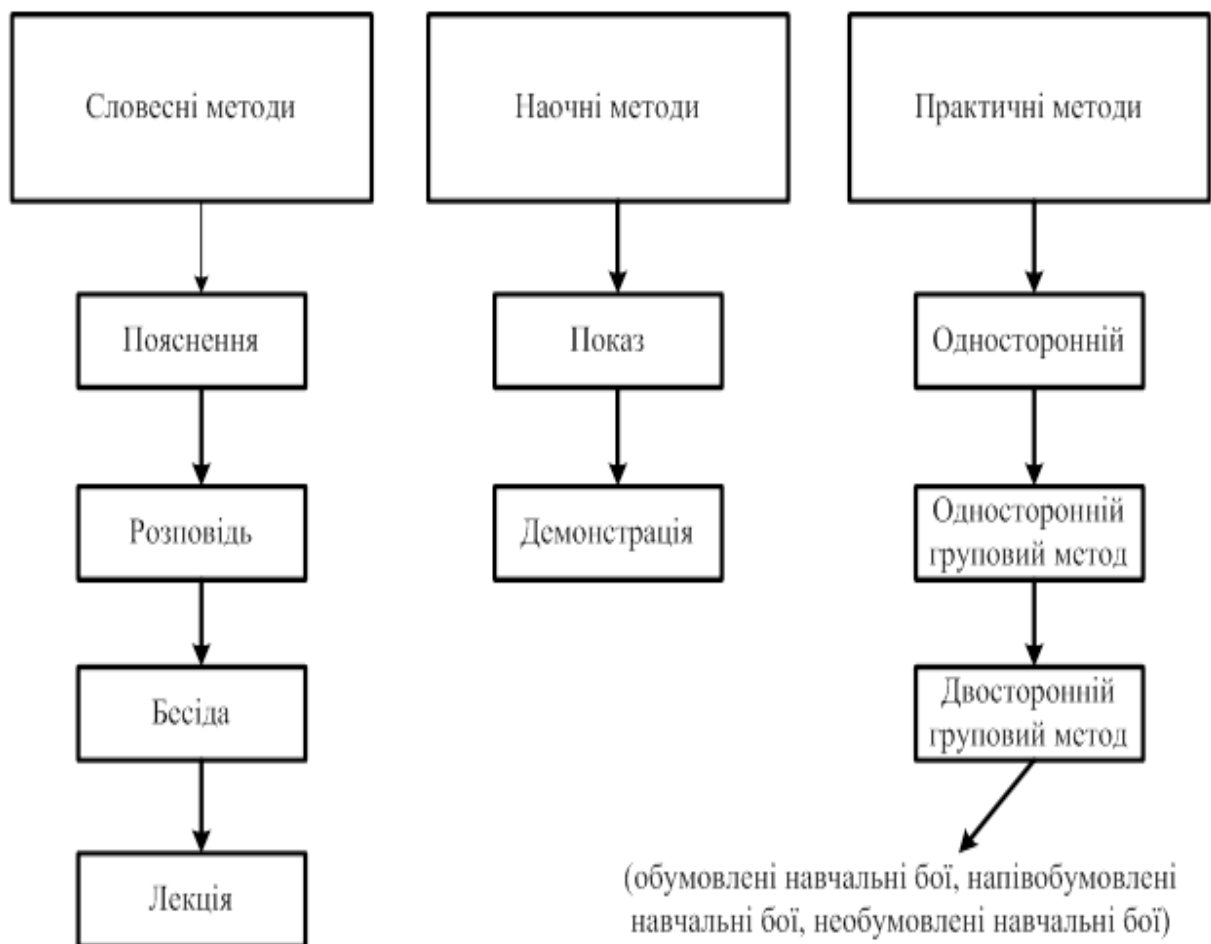 Словесні методи
Наочні методи
Практичні методи
Пояснення
Показ
Односторонній
Розповідь
Демонстрація
Односторонній
груповий метод
Бесіда
Двосторонній
груповий метод
Лекція
(обумовлені навчальні бої, напівобумовлені
навчальні бої, необумовлені навчальні бої)